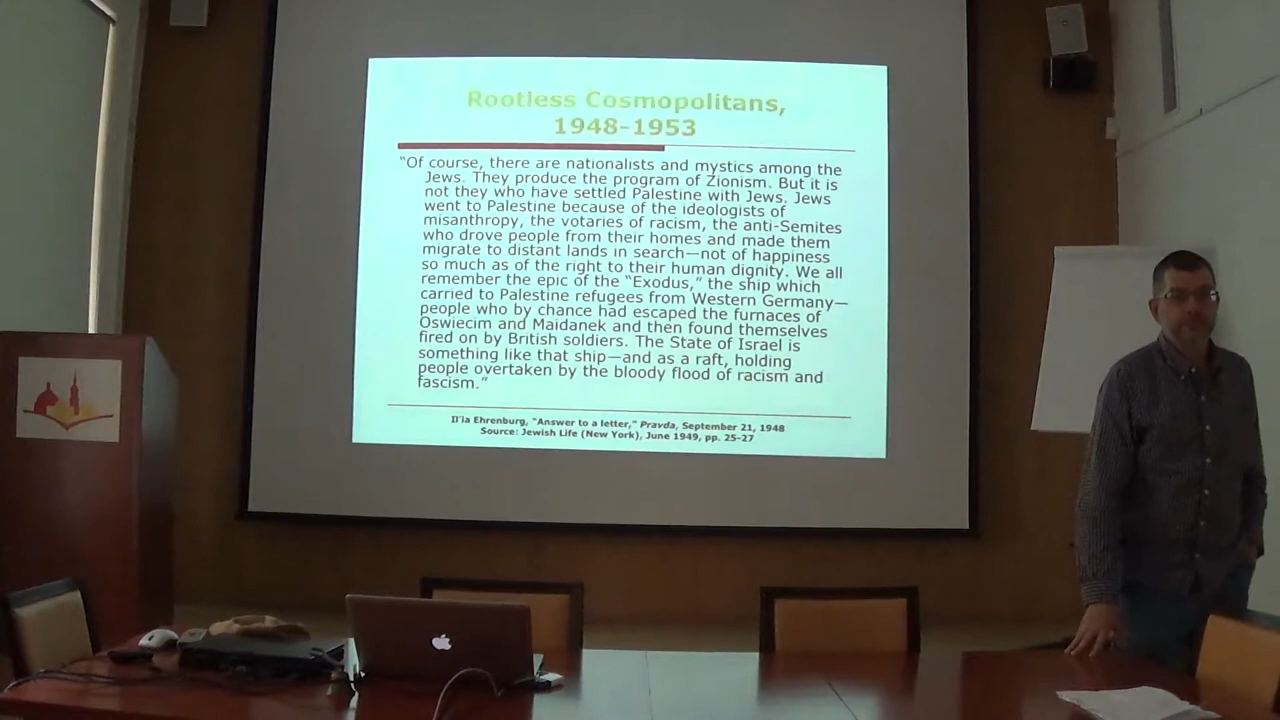 Rootless Cosmopolitans,
1948-1953
"Of course, there are nationalists and mystics among the
Jews. They produce the program of Zionism. But it is
not they who have settled Palestine with Jews. Jews
went to Palestine because of the ideologists of
misanthropy, the votaries of racism, the anti-Semites
who drove people from their homes and made them
migrate to distant lands in search—not of happiness
so much as of the right to their human dignity. We all
remember the epic of the "Exodus," the ship which
carried to Palestine refugees from Western Germany—
people who by chance had escaped the furnaces of
Oswiecim and Maidanek and then found themselves
fired on by British soldiers. The State of Israel is
something like that ship—and as a raft, holding
people overtaken by the bloody flood of racism and
fascism."
Il'ia Ehrenburg, "Answer to a letter," Pravda, September 21, 1948
Source: Jewish Life (New York), June 1949, pp. 25-27